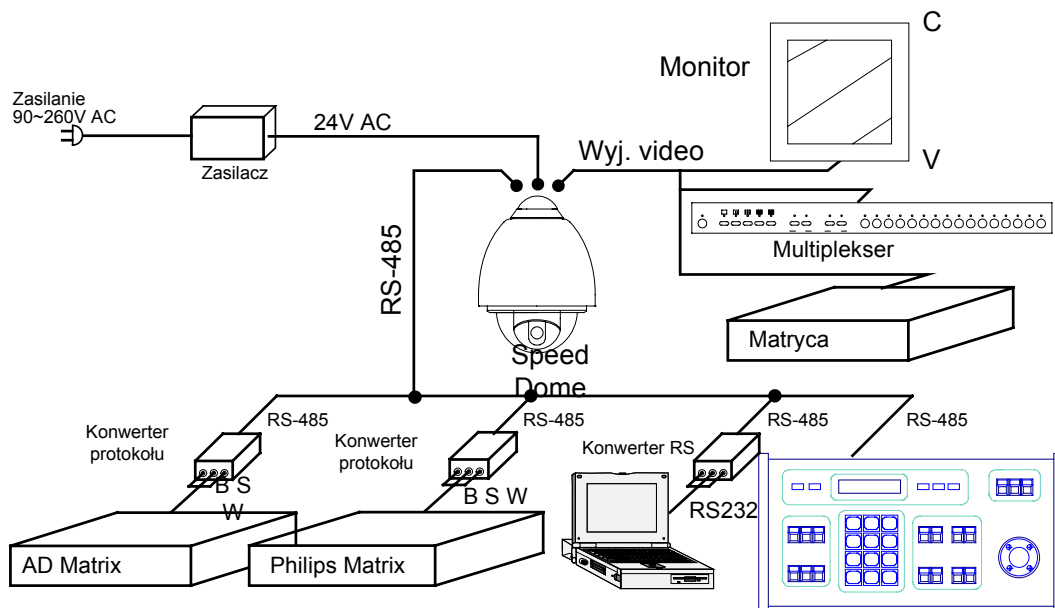 C
Monitor
Zasilanie
90~260V AC
24V AC
Wyj. video
V
Zasilacz
Multiplekser
RS-485
Matryca
Speed
Dome
RS-485
RS-485
RS-485
RS-485
Konwerter
protokołu
Konwerter
protokołu
Konwerter RS
B S
W
B S W
RS232
AD Matrix
Philips Matrix